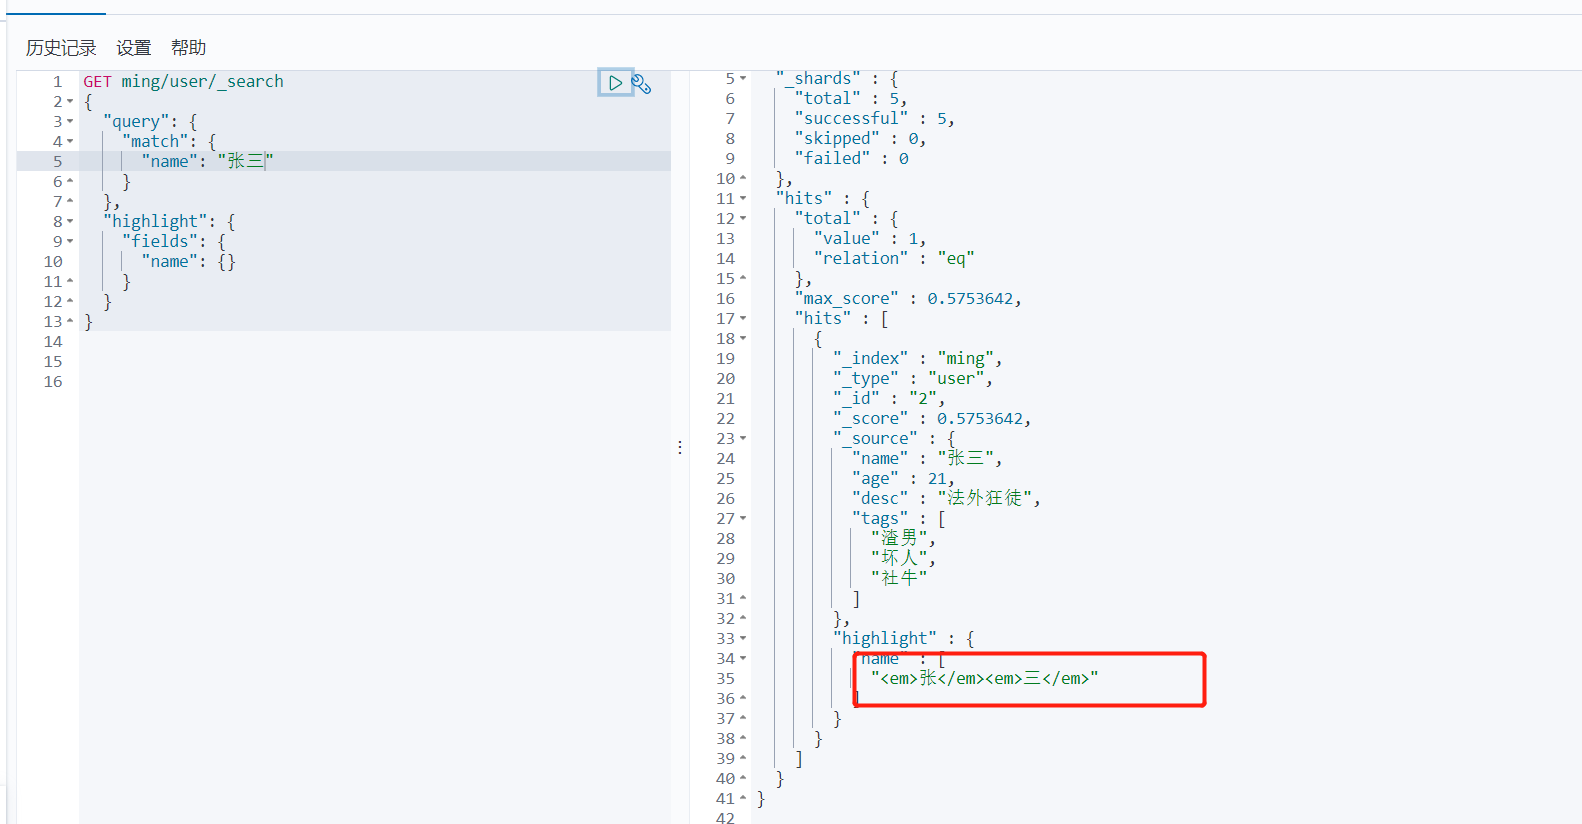 历史记录 设置 帮助
1 GET ming/user/_search
2 {
3 "query": {
4 "match": {
5 "name": "张三"
6 }
7 },
8 "highlight": {
9 "fields": {
10 "name": {}
11 }
12 }
13 }
14
15
16
5 "_shards" : {
6 "total" : 5,
7 "successful" : 5,
8 "skipped" : 0,
9 "failed" : 0
10 },
11 "hits" : {
12 "total" : {
13 "value" : 1,
14 "relation" : "eq"
15 },
16 "max_score" : 0.5753642,
17 "hits" : [
18 {
19 "_index" : "ming",
20 "_type" : "user",
21 "_id" : "2",
22 "_score" : 0.5753642,
23 "_source" : {
24 "name" : "张三",
25 "age" : 21,
26 "desc" : "法外狂徒",
27 "tags" : [
28 "渣男",
29 "坏人",
30 "社牛"
31 ]
32 },
33 "highlight" : {
34 "name" : [
35 "<em>张</em><em>三</em>"
36 ]
37 }
38 }
39 ]
40 }
41 }
42